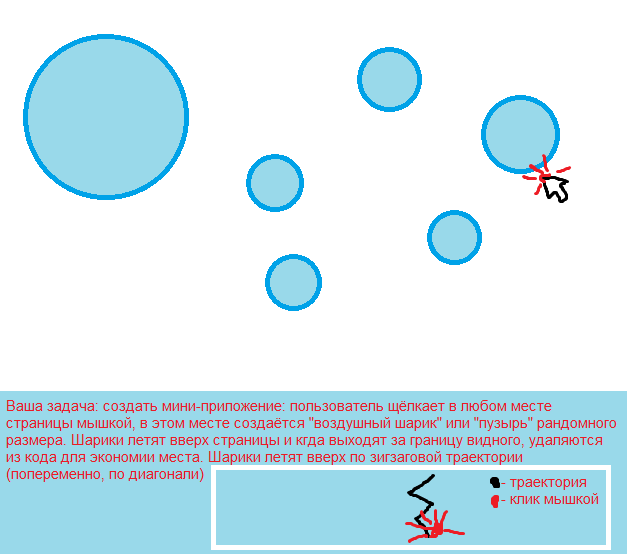 Ваша задача: создать мини-приложение: пользователь щёлкает в любом месте
страницы мышкой, в этом месте создаётся "воздушный шарик" или "пузырь" рандомного
размера. Шарики летят вверх страницы и кгда выходят за границу видного, удаляются
из кода для экономии места. Шарики летят вверх по зигзаговой траектории
(попеременно, по диагонали)
- траектория
- клик мышкой